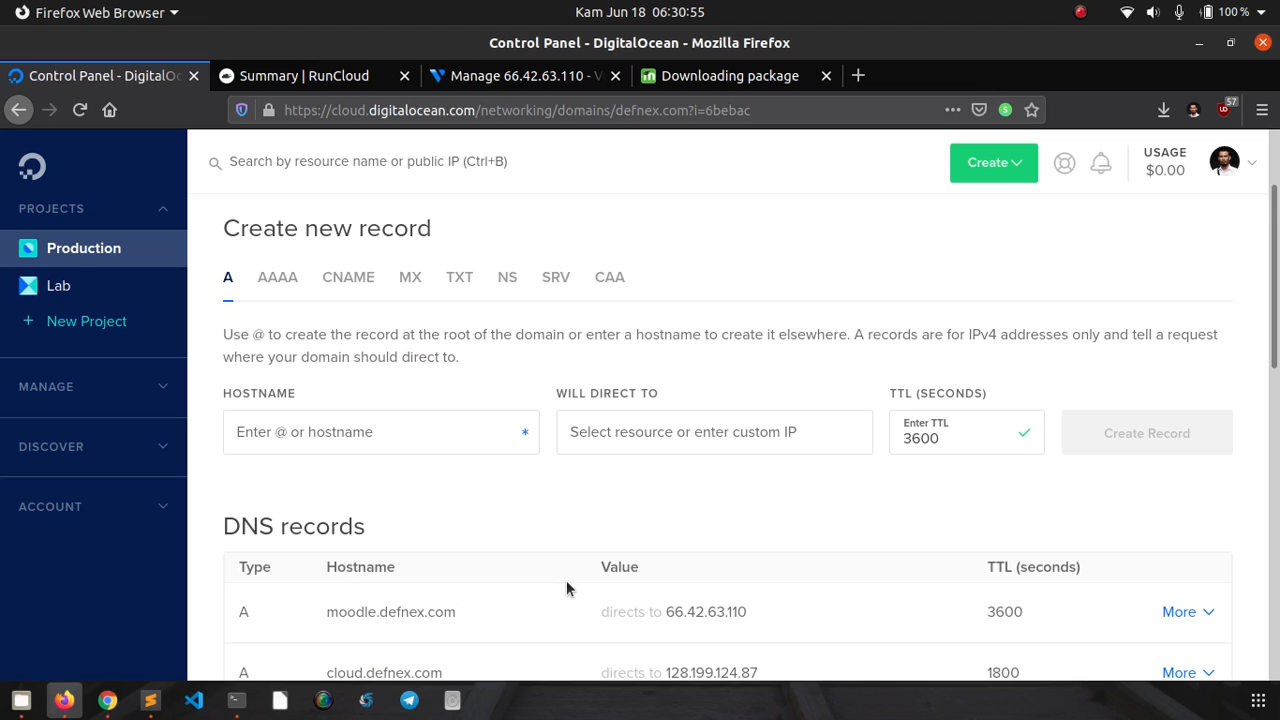 Firefox Web Browser
Kam Jun 18 06:30:55
100 %
Control Panel - DigitalOcean - Mozilla Firefox
Control Panel - DigitalOc
Summary | RunCloud
Manage 66.42.63.110 - V
Downloading package
https://cloud.digitalocean.com/networking/domains/defnex.com?i=6bebac
57
Search by resource name or public IP (Ctrl+B)
Create
USAGE
$0.00
PROJECTS
Production
Lab
+ New Project
MANAGE
DISCOVER
ACCOUNT
Create new record
A AAAA CNAME MX TXT NS SRV CAA
Use @ to create the record at the root of the domain or enter a hostname to create it elsewhere. A records are for IPv4 addresses only and tell a request
where your domain should direct to.
HOSTNAME WILL DIRECT TO TTL (SECONDS)
Enter @ or hostname *
Select resource or enter custom IP
Enter TTL
3600
Create Record
DNS records
Type Hostname Value TTL (seconds)
A moodle.defnex.com directs to 66.42.63.110 3600 More
A cloud.defnex.com directs to 128.199.124.87 1800 More